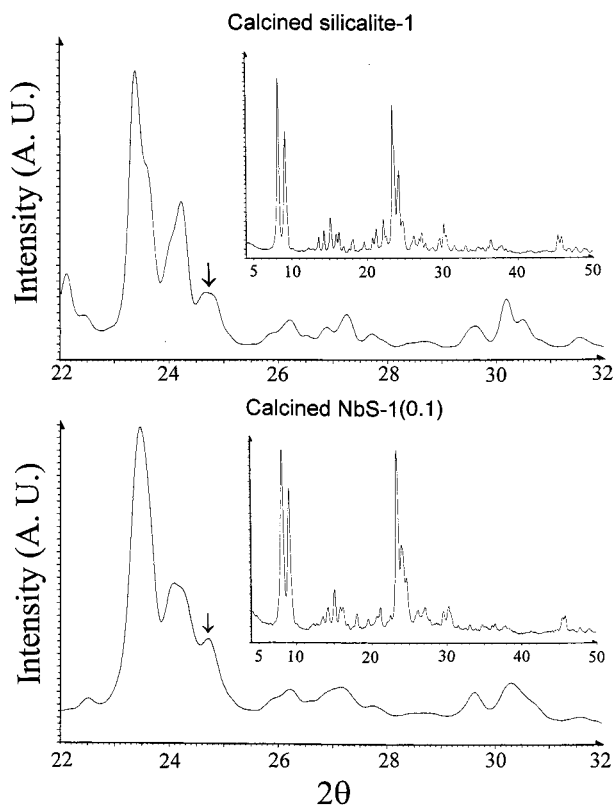 Calcined silicalite-1
Intensity (A. U.)
5 10 20 30 40 50
22 24 26 28 30 32
Calcined NbS-1(0.1)
Intensity (A. U.)
5 10 20 30 40 50
22 24 26 28 30 32
2θ